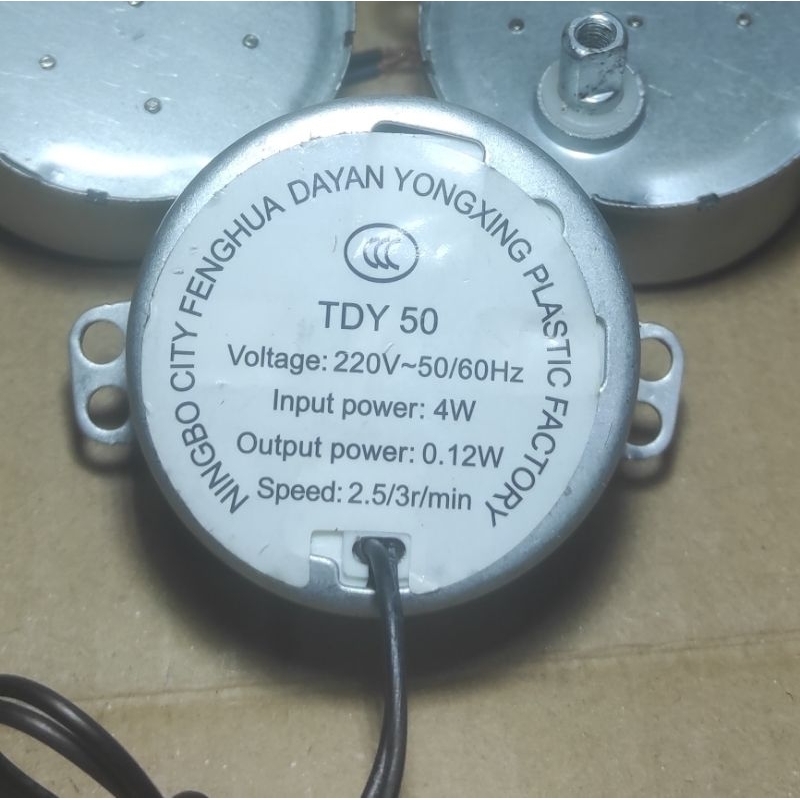 NINGBO CITY FENGHUA DAYAN YONGXING PLASTIC FACTORY
CCC
TDY 50
Voltage: 220V~50/60Hz
Input power: 4W
Output power: 0.12W
Speed: 2.5/3r/min